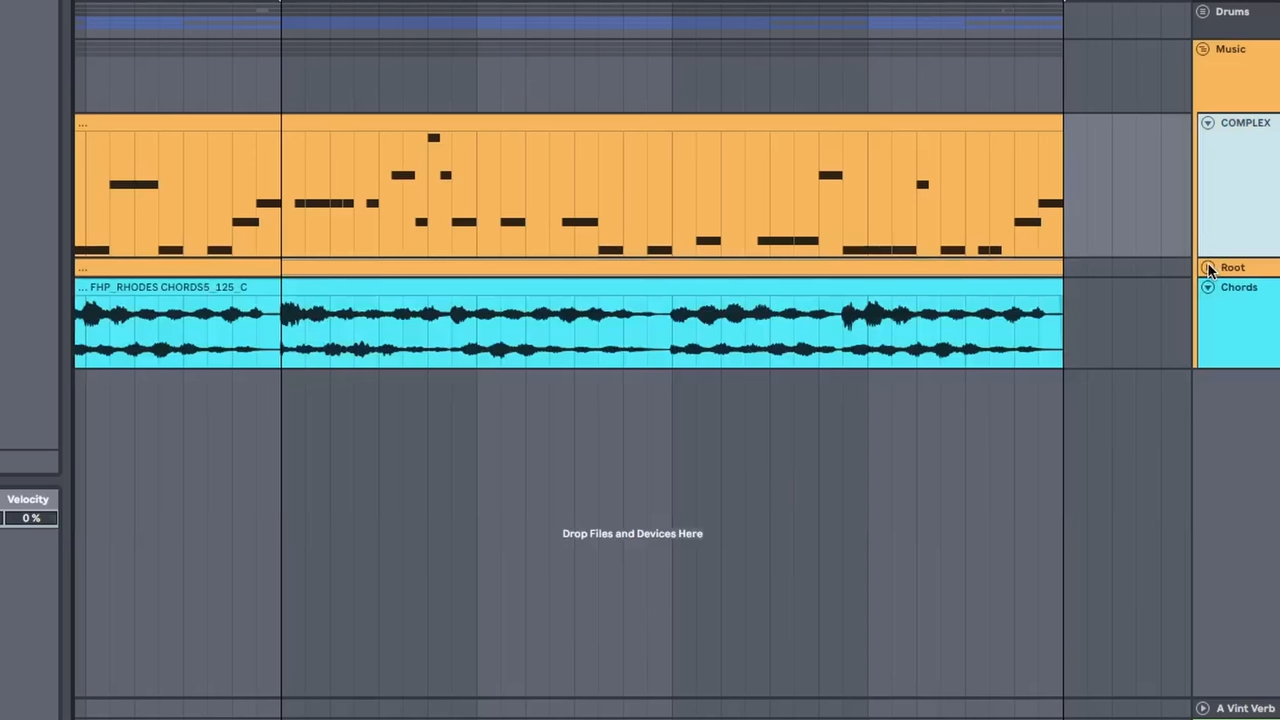 Drums
Music
...
COMPLEX
...
Root
... FHP_RHODES CHORDS5_125_C
Chords
Velocity
0 %
Drop Files and Devices Here
A Vint Verb